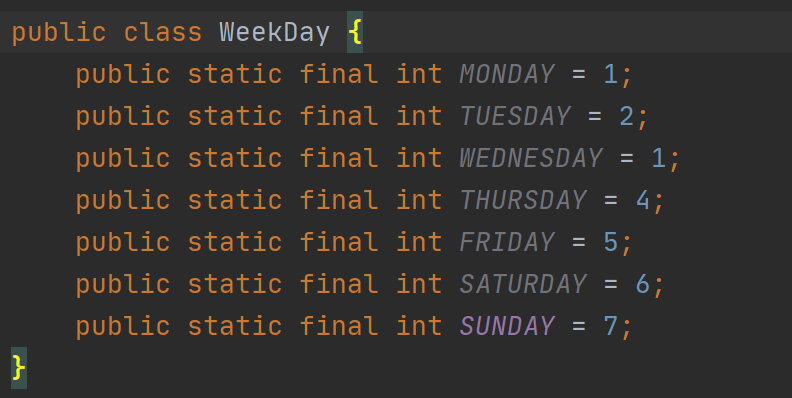 public class WeekDay {
    public static final int MONDAY = 1;
    public static final int TUESDAY = 2;
    public static final int WEDNESDAY = 1;
    public static final int THURSDAY = 4;
    public static final int FRIDAY = 5;
    public static final int SATURDAY = 6;
    public static final int SUNDAY = 7;
}